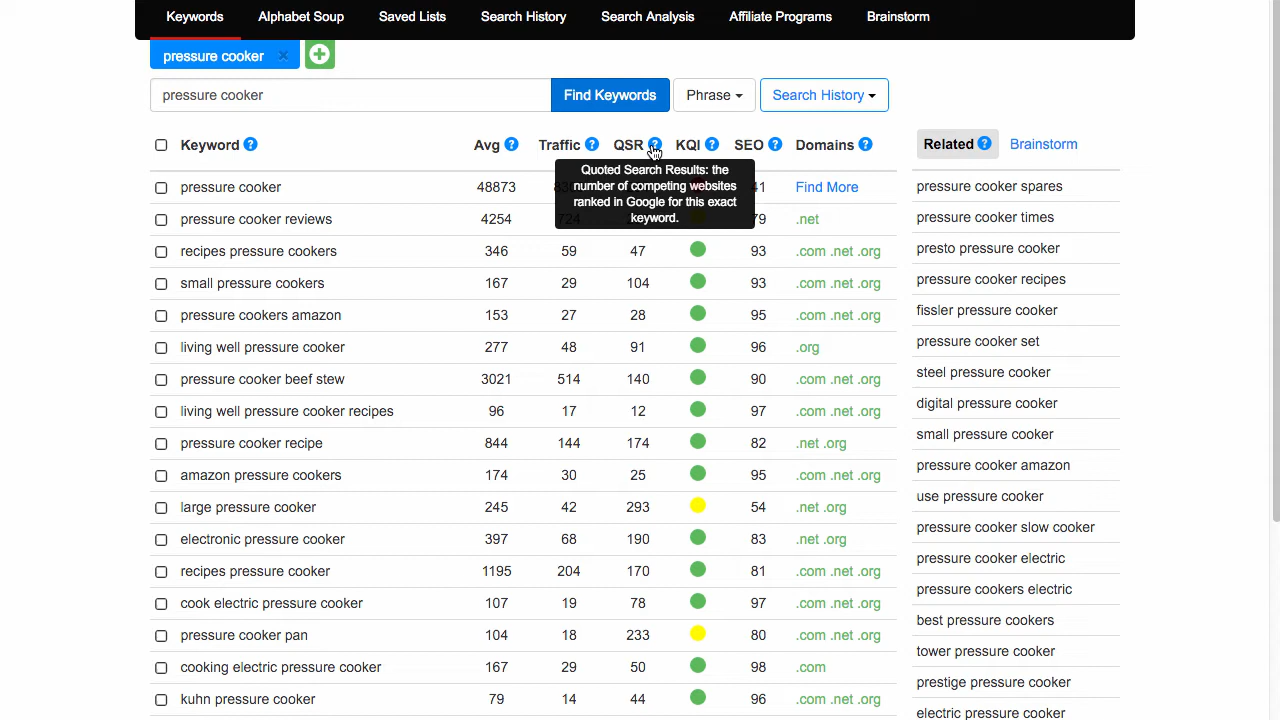 Keywords Alphabet Soup Saved Lists Search History Search Analysis Affiliate Programs Brainstorm
pressure cooker ×
pressure cooker Find Keywords Phrase Search History
Keyword ? Avg ? Traffic ? QSR ? KQI ? SEO ? Domains ?
Quoted Search Results: the
number of competing websites
ranked in Google for this exact
keyword.
pressure cooker 48873 41 Find More
pressure cooker reviews 4254 724 79 .net
recipes pressure cookers 346 59 47 93 .com .net .org
small pressure cookers 167 29 104 93 .com .net .org
pressure cookers amazon 153 27 28 95 .com .net .org
living well pressure cooker 277 48 91 96 .org
pressure cooker beef stew 3021 514 140 90 .com .net .org
living well pressure cooker recipes 96 17 12 97 .com .net .org
pressure cooker recipe 844 144 174 82 .net .org
amazon pressure cookers 174 30 25 95 .com .net .org
large pressure cooker 245 42 293 54 .net .org
electronic pressure cooker 397 68 190 83 .net .org
recipes pressure cooker 1195 204 170 81 .com .net .org
cook electric pressure cooker 107 19 78 97 .com .net .org
pressure cooker pan 104 18 233 80 .com .net .org
cooking electric pressure cooker 167 29 50 98 .com
kuhn pressure cooker 79 14 44 96 .com .net .org
Related ? Brainstorm
pressure cooker spares
pressure cooker times
presto pressure cooker
pressure cooker recipes
fissler pressure cooker
pressure cooker set
steel pressure cooker
digital pressure cooker
small pressure cooker
pressure cooker amazon
use pressure cooker
pressure cooker slow cooker
pressure cooker electric
pressure cookers electric
best pressure cookers
tower pressure cooker
prestige pressure cooker
electric pressure cooker